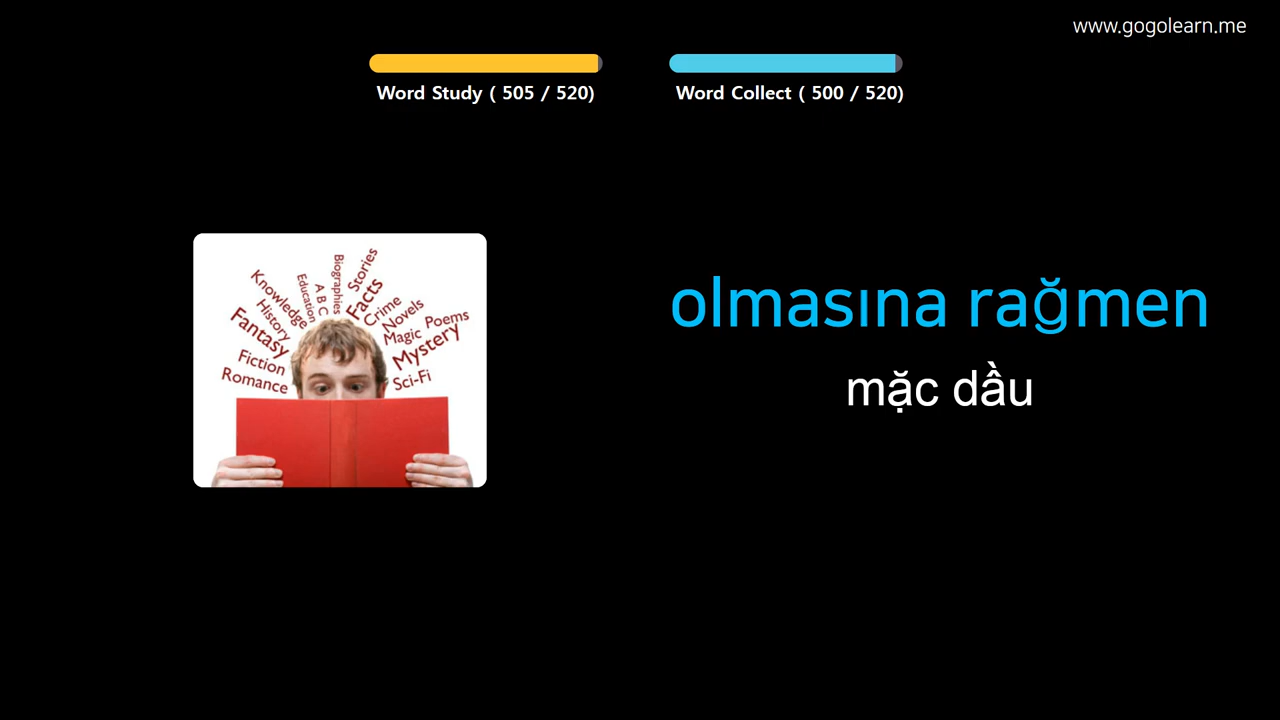 www.gogolearn.me
Word Study ( 505 / 520)
Word Collect ( 500 / 520)
Stories
Biographies
Facts
A B C
Education
Knowledge
History
Crime
Novels
Fantasy
Magic
Poems
Mystery
Fiction
Romance
Sci-Fi
olmasına rağmen
mặc dầu